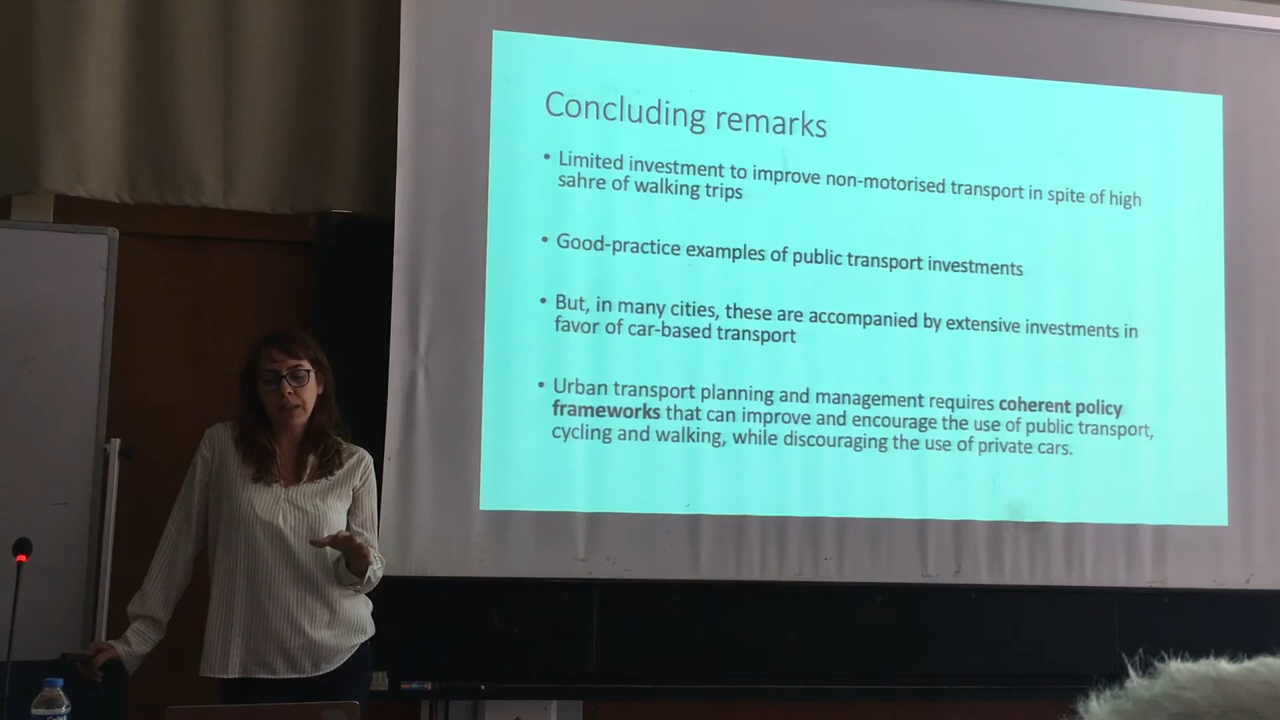 Concluding remarks
• Limited investment to improve non-motorised transport in spite of high
sahre of walking trips
• Good-practice examples of public transport investments
• But, in many cities, these are accompanied by extensive investments in
favor of car-based transport
• Urban transport planning and management requires coherent policy
frameworks that can improve and encourage the use of public transport,
cycling and walking, while discouraging the use of private cars.